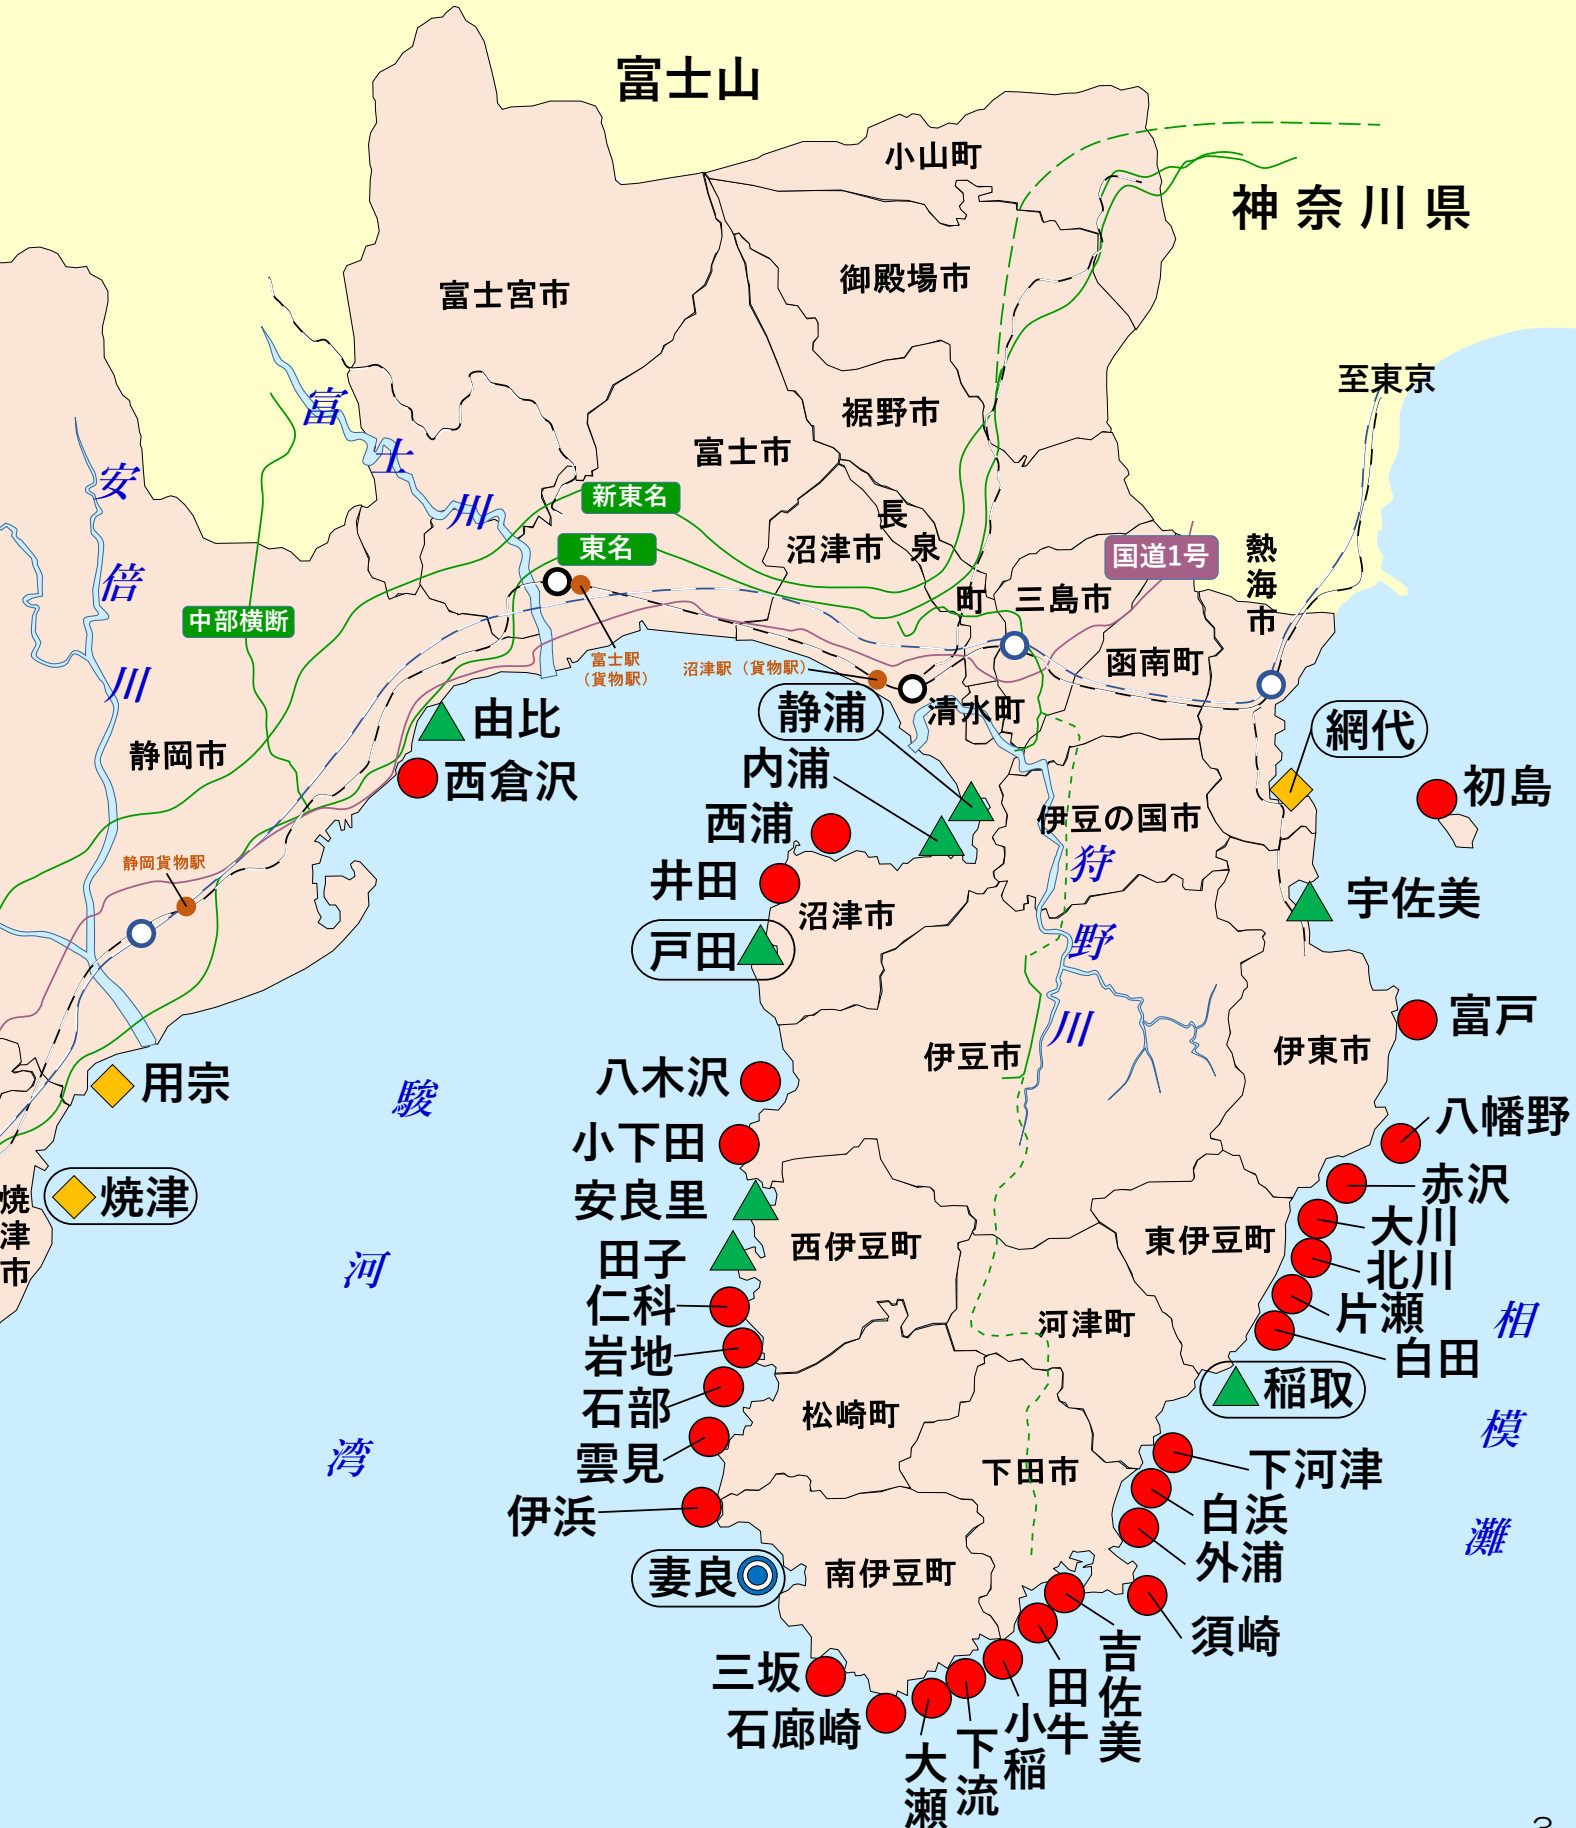 富士山
小山町
神奈川県
御殿場市
富士宮市
至東京
富士川
裾野市
富士市
安倍川
新東名
長泉町
沼津市
東名
国道1号
熱海市
三島市
中部横断
富士駅
（貨物駅）
沼津駅（貨物駅）
函南町
静浦
清水町
由比
網代
静岡市
内浦
西倉沢
初島
西浦
伊豆の国市
静岡貨物駅
狩野川
井田
宇佐美
沼津市
戸田
富戸
伊豆市
伊東市
八木沢
用宗
駿河湾
八幡野
小下田
赤沢
焼津
焼津市
安良里
大川
東伊豆町
西伊豆町
田子
北川
仁科
片瀬
相模灘
河津町
岩地
白田
稲取
石部
松崎町
雲見
下田市
下河津
伊浜
白浜
外浦
妻良
南伊豆町
須崎
吉佐美
三坂
田牛
石廊崎
小稲
下流
大瀬